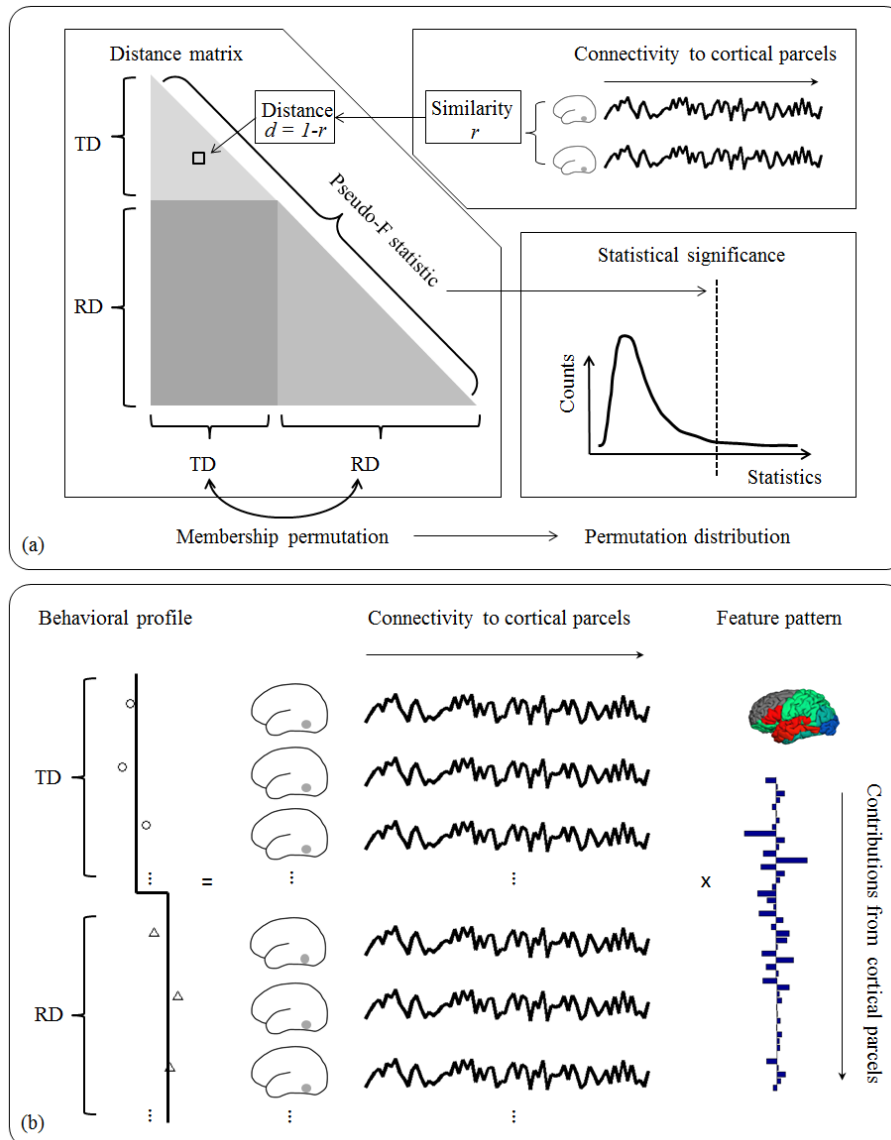 Distance matrix
Connectivity to cortical parcels
Distance
d = 1-r
Similarity
r
TD
RD
Pseudo-F statistic
TD
RD
Statistical significance
Counts
Statistics
Membership permutation
Permutation distribution
(a)
Behavioral profile
Connectivity to cortical parcels
Feature pattern
TD
RD
=
x
Contributions from cortical parcels
(b)